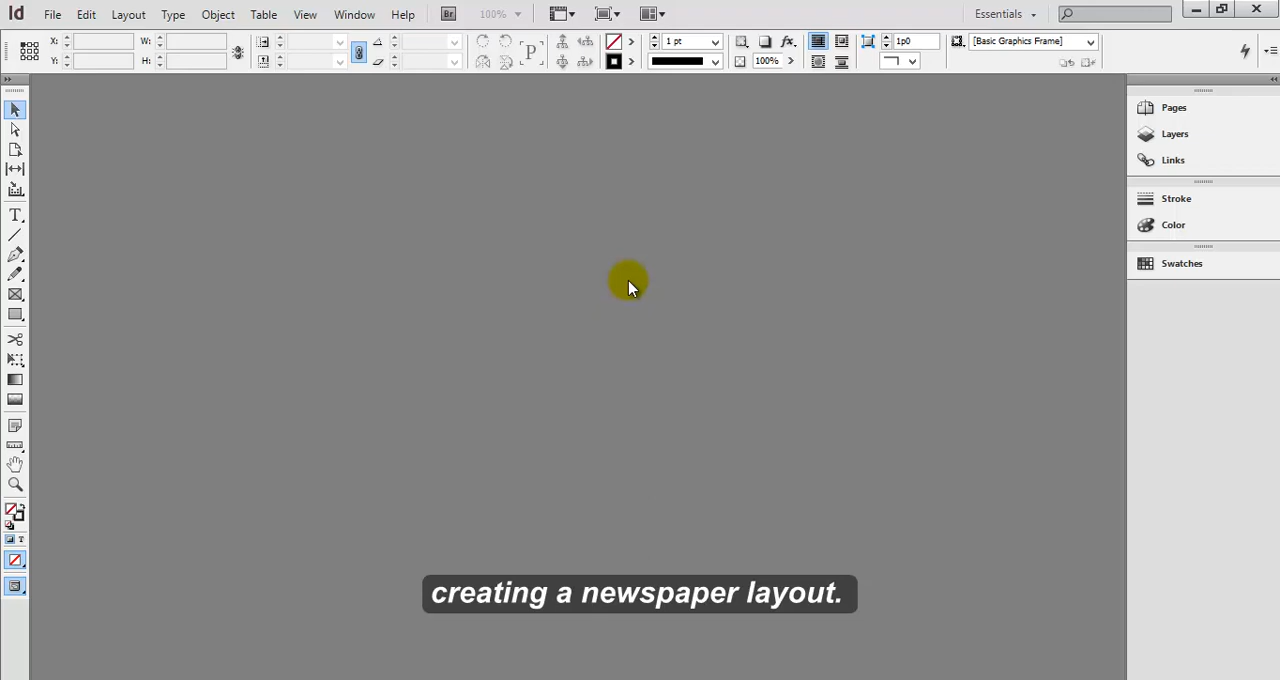 Id File Edit Layout Type Object Table View Window Help Br 100% Essentials
X: W: 1 pt 1p0 [Basic Graphics Frame]
Y: H: P 100%
Pages
Layers
Links
Stroke
Color
Swatches
T
T
creating a newspaper layout.